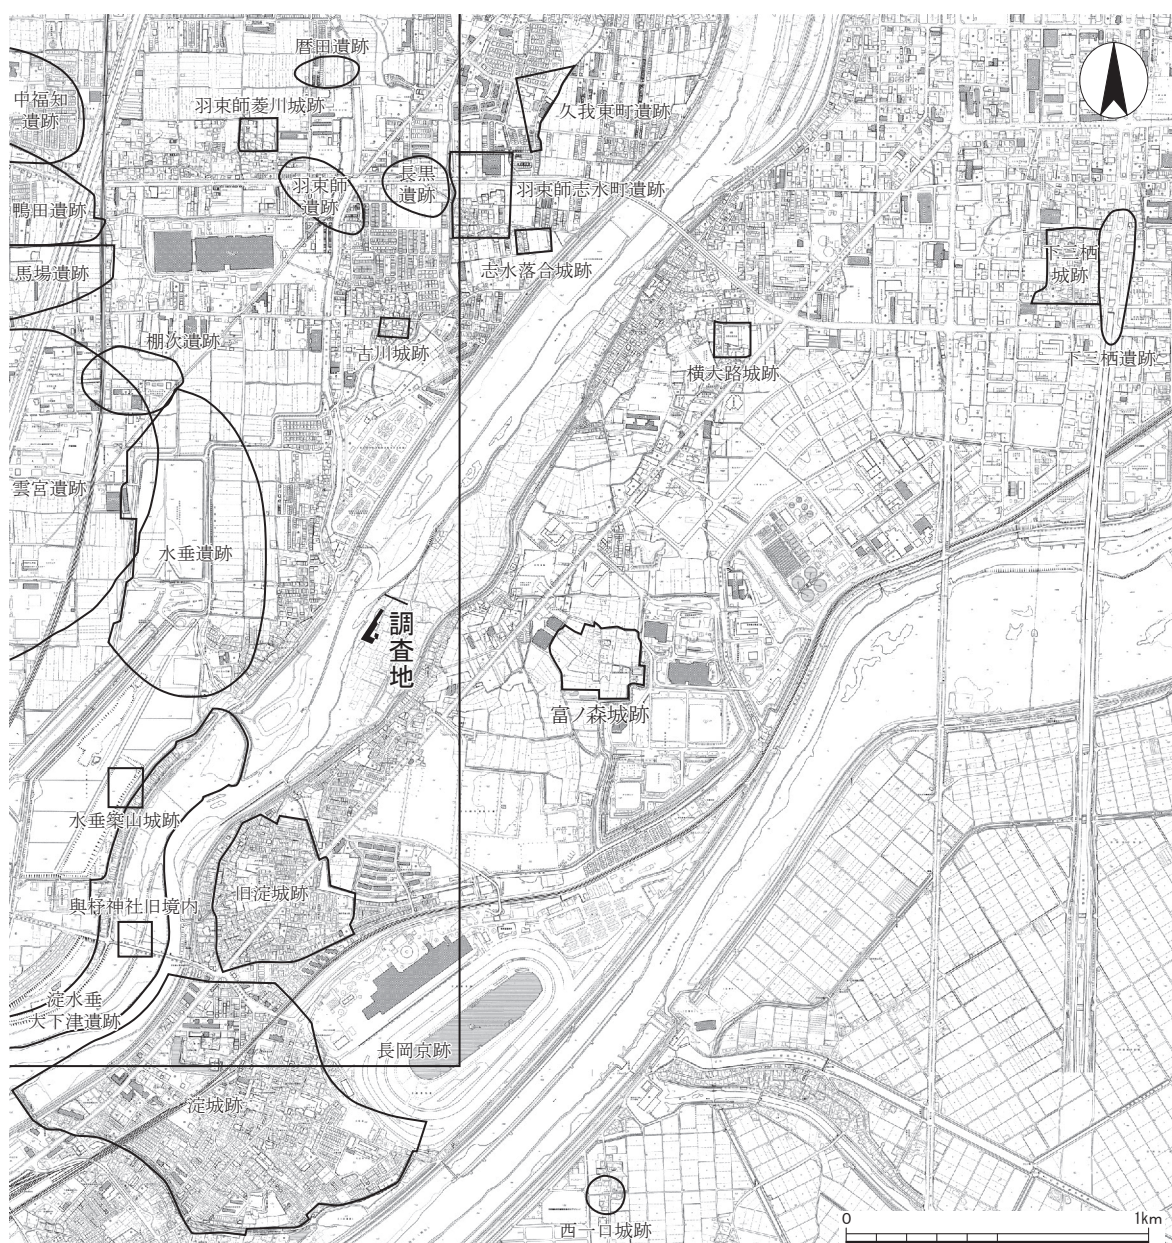 暦田遺跡
中福知
遺跡
羽束師菱川城跡
久我東町遺跡
長黒
遺跡
羽束師
遺跡
羽束師志水町遺跡
鴨田遺跡
志水落合城跡
下三栖
城跡
馬場遺跡
棚次遺跡
古川城跡
横大路城跡
下三栖遺跡
雲宮遺跡
水垂遺跡
調査地
富ノ森城跡
水垂築山城跡
旧淀城跡
與杼神社旧境内
淀水垂
大下津遺跡
長岡京跡
淀城跡
西一口城跡
0
1km